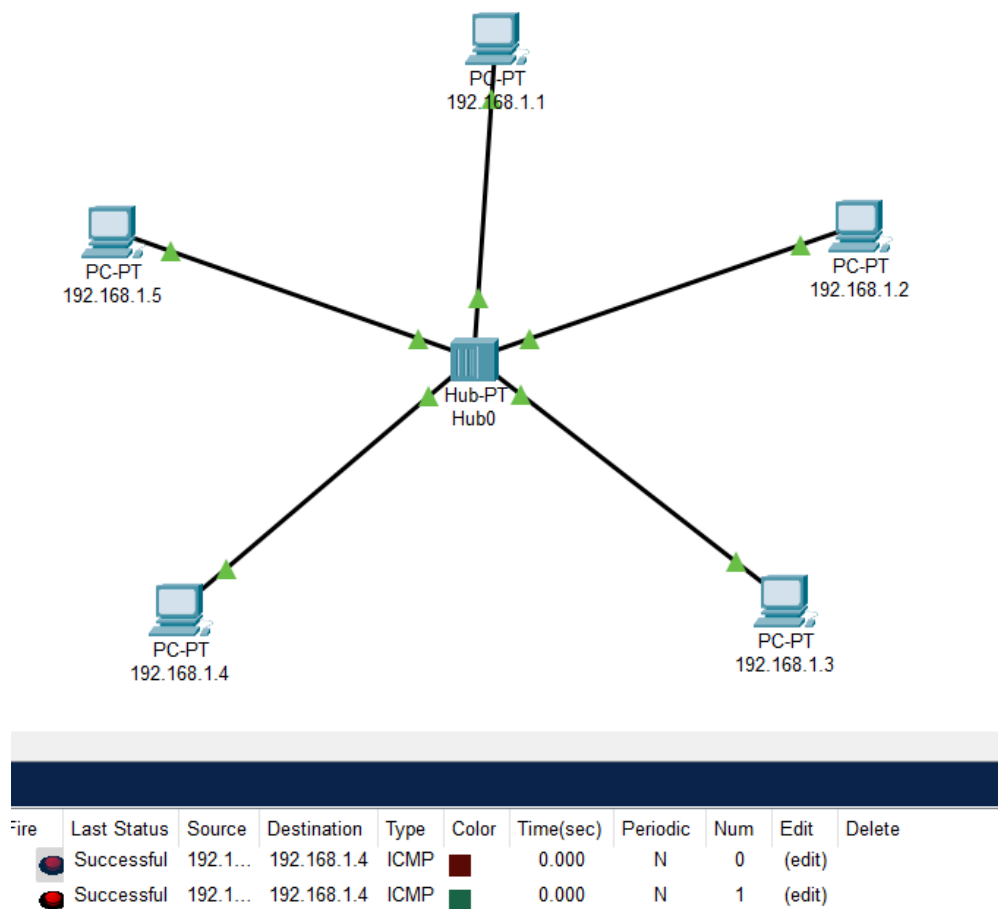 PC-PT
192.168.1.1
PC-PT
192.168.1.5
PC-PT
192.168.1.2
Hub-PT
Hub0
PC-PT
192.168.1.4
PC-PT
192.168.1.3
Fire Last Status Source Destination Type Color Time(sec) Periodic Num Edit Delete
Successful 192.1... 192.168.1.4 ICMP 0.000 N 0 (edit)
Successful 192.1... 192.168.1.4 ICMP 0.000 N 1 (edit)